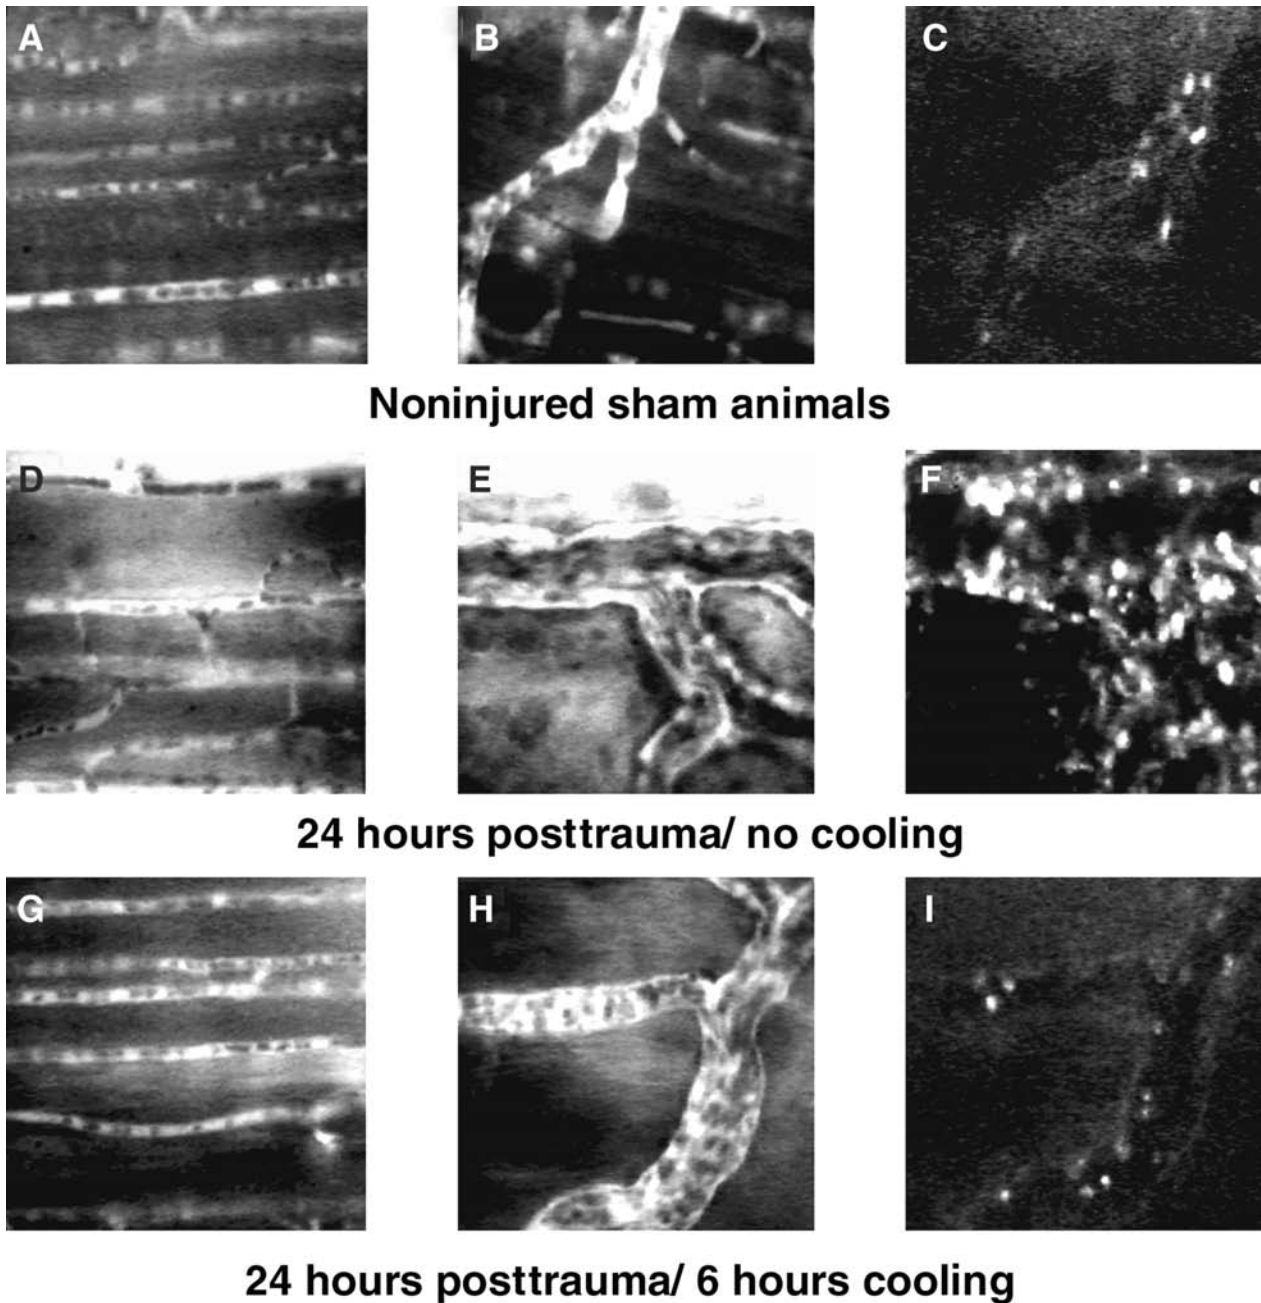 A B C
Noninjured sham animals
D E F
24 hours posttrauma/ no cooling
G H I
24 hours posttrauma/ 6 hours cooling